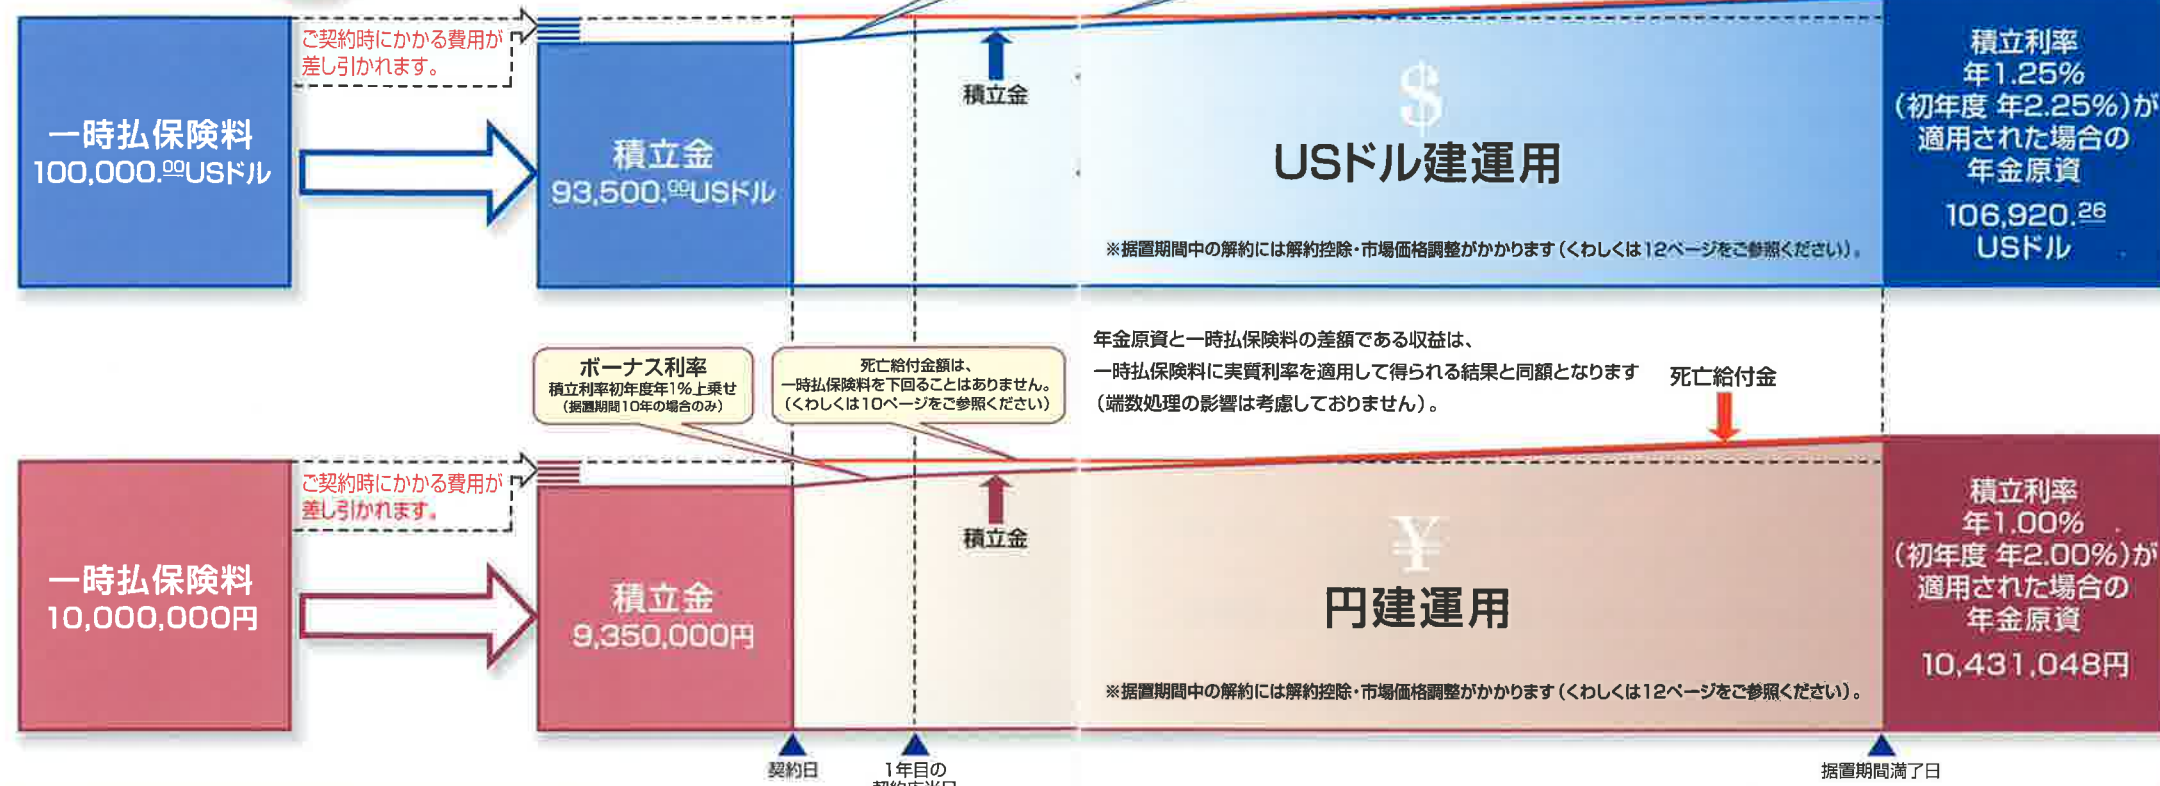 ご契約時にかかる費用が
差し引かれます。
一時払保険料
100,000.00USドル
積立金
93,500.00USドル
積立金
$
USドル建運用
※据置期間中の解約には解約控除・市場価格調整がかかります（くわしくは12ページをご参照ください）。
積立利率
年1.25%
（初年度 年2.25%）が
適用された場合の
年金原資
106,920.26
USドル
ボーナス利率
積立利率初年度年1％上乗せ
（据置期間10年の場合のみ）
死亡給付金額は、
一時払保険料を下回ることはありません。
（くわしくは10ページをご参照ください）
年金原資と一時払保険料の差額である収益は、
一時払保険料に実質利率を適用して得られる結果と同額となります
（端数処理の影響は考慮しておりません）。
死亡給付金
ご契約時にかかる費用が
差し引かれます。
一時払保険料
10,000,000円
積立金
9,350,000円
積立金
¥
円建運用
※据置期間中の解約には解約控除・市場価格調整がかかります（くわしくは12ページをご参照ください）。
積立利率
年1.00%
（初年度 年2.00%）が
適用された場合の
年金原資
10,431,048円
契約日
1年目の
据置期間満了日